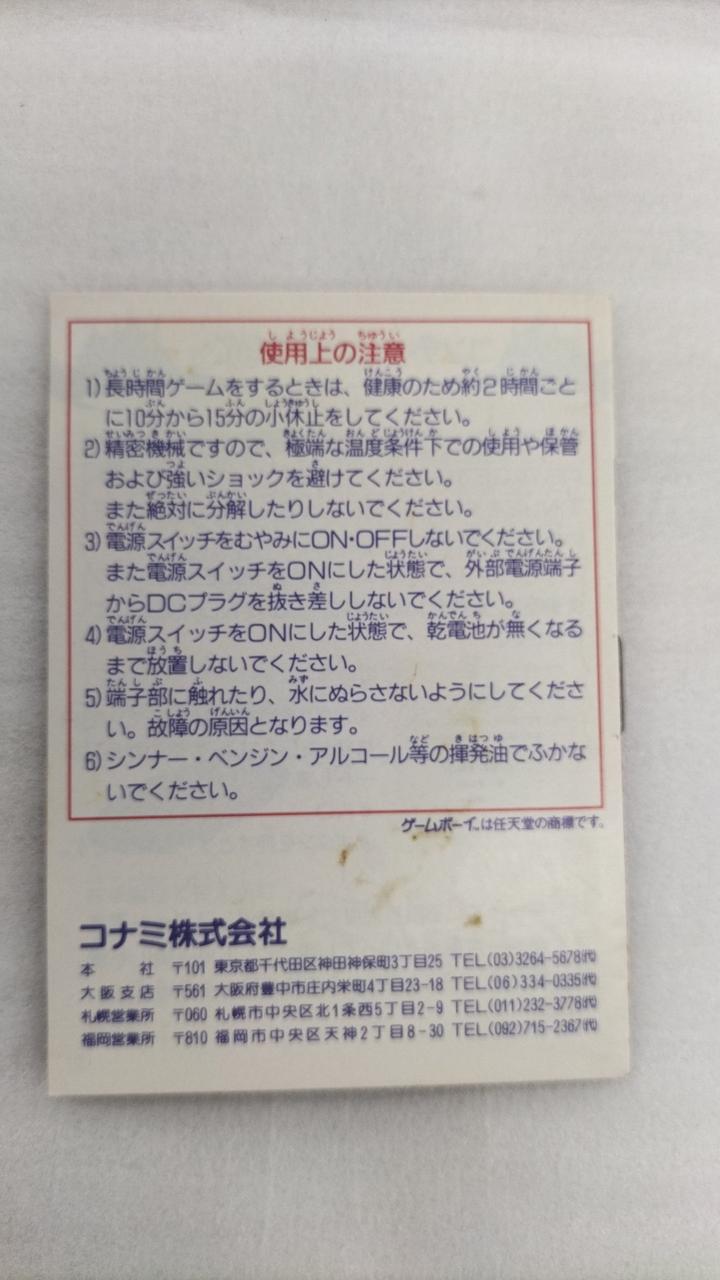 使用上の注意
1)長時間ゲームをするときは、健康のため約2時間ごと
に10分から15分の小休止をしてください。
2)精密機械ですので、極端な温度条件下での使用や保管
および強いショックを避けてください。
また絶対に分解したりしないでください。
3)電源スイッチをむやみにON・OFFしないでください。
また電源スイッチをONにした状態で、外部電源端子
からDCプラグを抜き差ししないでください。
4)電源スイッチをONにした状態で、乾電池が無くなる
まで放置しないでください。
5)端子部に触れたり、水にぬらさないようにしてくださ
い。故障の原因となります。
6)シンナー・ベンジン・アルコール等の揮発油でふかな
いでください。
ゲームボーイ™は任天堂の商標です。
コナミ株式会社
本社 〒101 東京都千代田区神田神保町3丁目25 TEL(03)3264-5678㈹
大阪支店 〒561 大阪府豊中市庄内栄町4丁目23-18 TEL(06)334-0335㈹
札幌営業所 〒060 札幌市中央区北1条西5丁目2-9 TEL(011)232-3778㈹
福岡営業所 〒810 福岡市中央区天神2丁目8-30 TEL(092)715-2367㈹